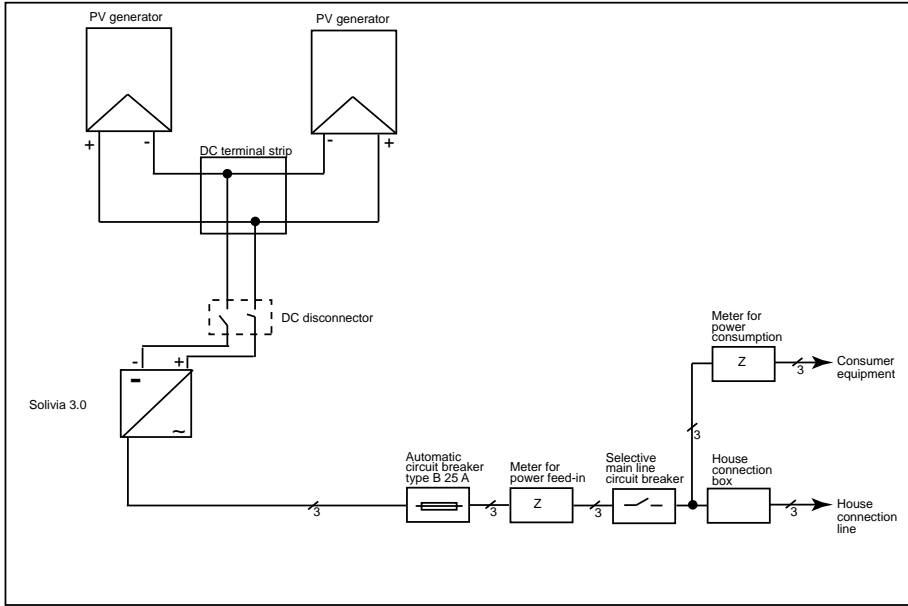 PV generator
PV generator
+
-
-
+
DC terminal strip
DC disconnector
-
+
Solivia 3.0
-
~
Meter for
power
consumption
Z
3
Consumer
equipment
3
Automatic
circuit breaker
type B 25 A
Meter for
power feed-in
Selective
main line
circuit breaker
House
connection
box
3
3
Z
3
3
House
connection
line